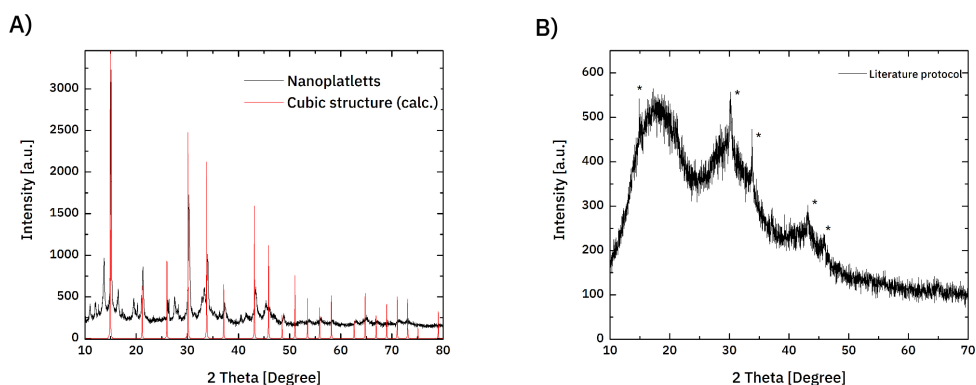 A)
Nanoplatletts
Cubic structure (calc.)
Intensity [a.u.]
3000
2500
2000
1500
1000
500
0
10 20 30 40 50 60 70 80
2 Theta [Degree]
B)
Literature protocol
Intensity [a.u.]
600
500
400
300
200
100
* * * * *
10 20 30 40 50 60 70
2 Theta [Degree]